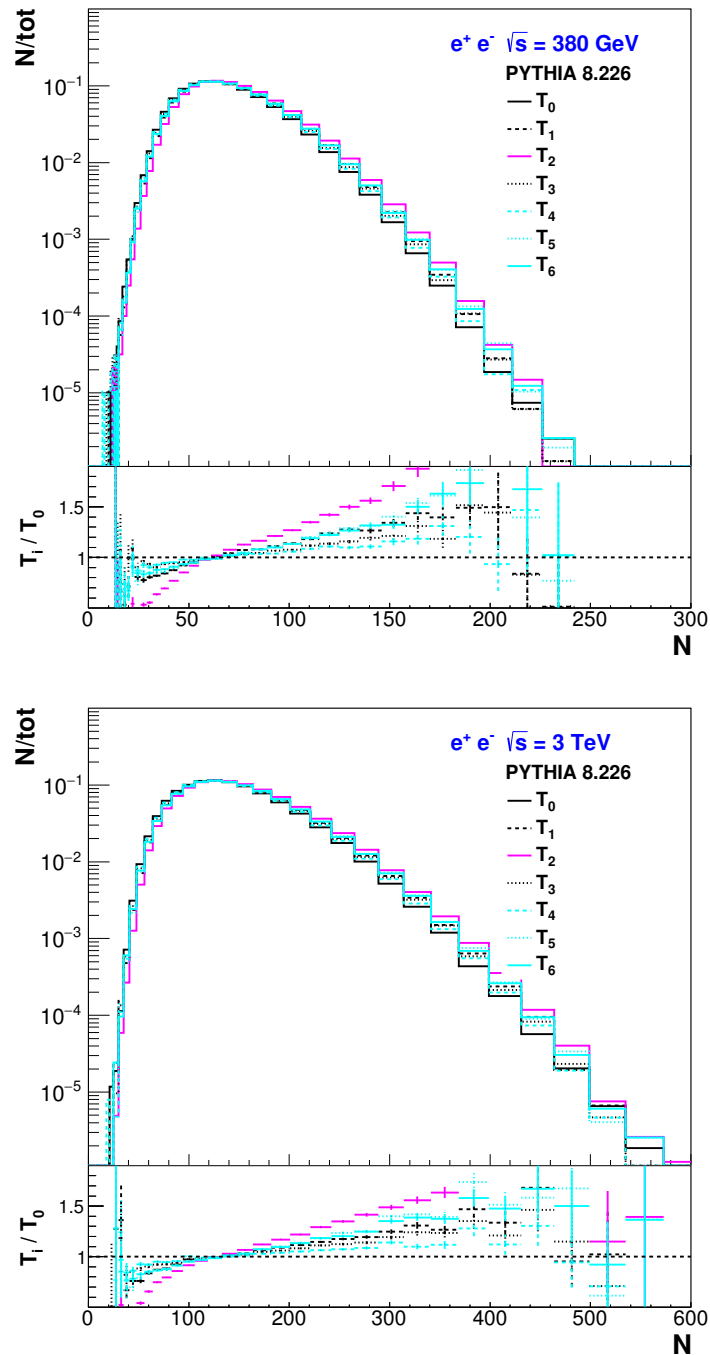 N/tot
e⁺ e⁻ √s = 380 GeV
PYTHIA 8.226
T₀
T₁
T₂
T₃
T₄
T₅
T₆
10⁻¹
10⁻²
10⁻³
10⁻⁴
10⁻⁵
Tᵢ / T₀
1.5
1
0 50 100 150 200 250 300
N
N/tot
e⁺ e⁻ √s = 3 TeV
PYTHIA 8.226
T₀
T₁
T₂
T₃
T₄
T₅
T₆
10⁻¹
10⁻²
10⁻³
10⁻⁴
10⁻⁵
Tᵢ / T₀
1.5
1
0 100 200 300 400 500 600
N